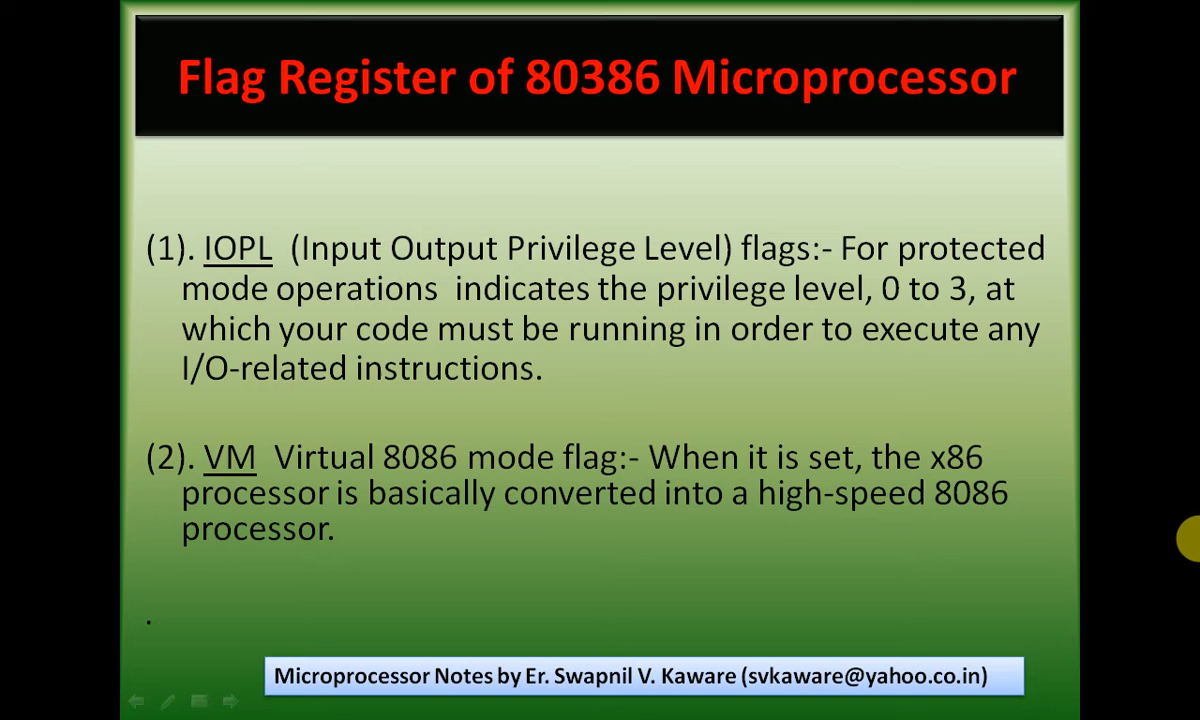 Flag Register of 80386 Microprocessor
(1). IOPL (Input Output Privilege Level) flags:- For protected
mode operations indicates the privilege level, 0 to 3, at
which your code must be running in order to execute any
I/O-related instructions.
(2). VM Virtual 8086 mode flag:- When it is set, the x86
processor is basically converted into a high-speed 8086
processor.
.
Microprocessor Notes by Er. Swapnil V. Kaware (svkaware@yahoo.co.in)